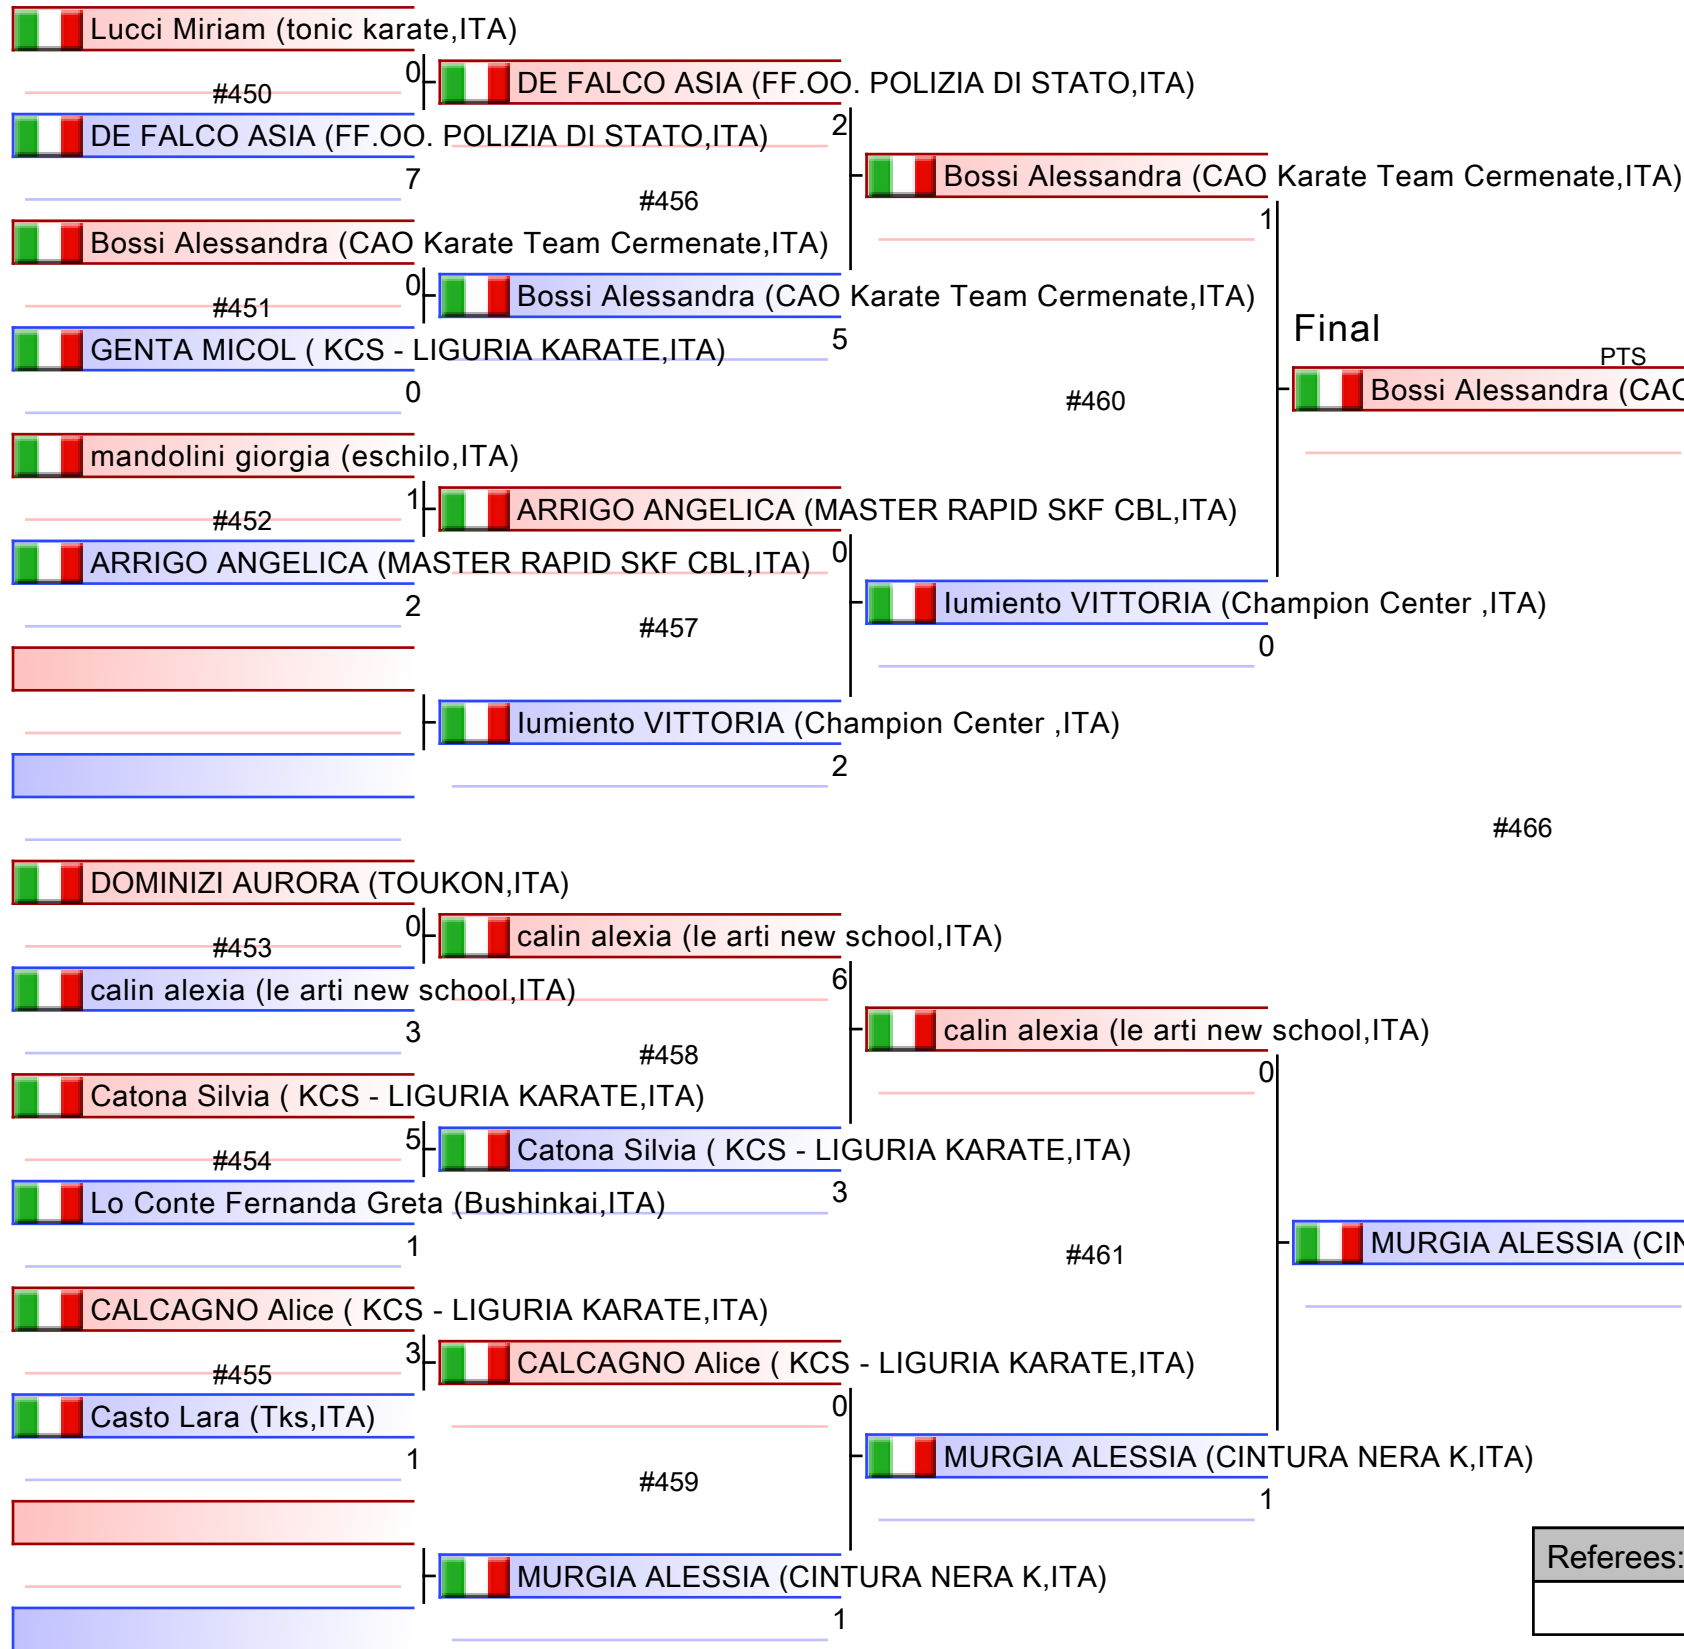 Lucci Miriam (tonic karate,ITA)
0
#450
DE FALCO ASIA (FF.OO. POLIZIA DI STATO,ITA)
7
Bossi Alessandra (CAO Karate Team Cermenate,ITA)
0
#451
GENTA MICOL ( KCS - LIGURIA KARATE,ITA)
0
mandolini giorgia (eschilo,ITA)
1
#452
ARRIGO ANGELICA (MASTER RAPID SKF CBL,ITA)
2
DOMINIZI AURORA (TOUKON,ITA)
0
#453
calin alexia (le arti new school,ITA)
3
Catona Silvia ( KCS - LIGURIA KARATE,ITA)
5
#454
Lo Conte Fernanda Greta (Bushinkai,ITA)
1
CALCAGNO Alice ( KCS - LIGURIA KARATE,ITA)
3
#455
Casto Lara (Tks,ITA)
1
DE FALCO ASIA (FF.OO. POLIZIA DI STATO,ITA)
2
#456
Bossi Alessandra (CAO Karate Team Cermenate,ITA)
5
ARRIGO ANGELICA (MASTER RAPID SKF CBL,ITA)
0
#457
Iumiento VITTORIA (Champion Center ,ITA)
2
calin alexia (le arti new school,ITA)
6
#458
Catona Silvia ( KCS - LIGURIA KARATE,ITA)
3
CALCAGNO Alice ( KCS - LIGURIA KARATE,ITA)
0
#459
MURGIA ALESSIA (CINTURA NERA K,ITA)
1
Bossi Alessandra (CAO Karate Team Cermenate,ITA)
1
#460
Iumiento VITTORIA (Champion Center ,ITA)
0
calin alexia (le arti new school,ITA)
0
#461
MURGIA ALESSIA (CINTURA NERA K,ITA)
1
Final
PTS
Bossi Alessandra (CAO
#466
MURGIA ALESSIA (CIN
Referees: